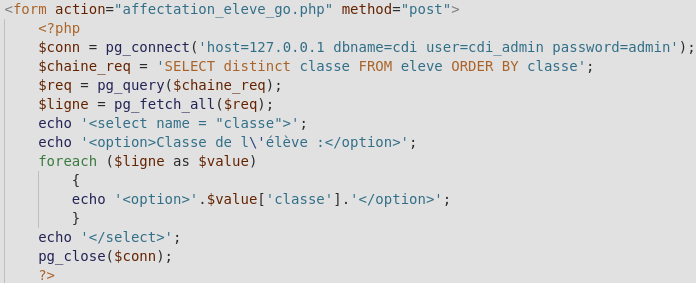 <form action="affectation_eleve_go.php" method="post">
<?php
$conn = pg_connect('host=127.0.0.1 dbname=cdi user=cdi_admin password=admin');
$chaine_req = 'SELECT distinct classe FROM eleve ORDER BY classe';
$req = pg_query($chaine_req);
$ligne = pg_fetch_all($req);
echo '<select name = "classe">';
echo '<option>Classe de l\'élève :</option>';
foreach ($ligne as $value)
{
echo '<option>'.$value['classe'].'</option>';
}
echo '</select>';
pg_close($conn);
?>